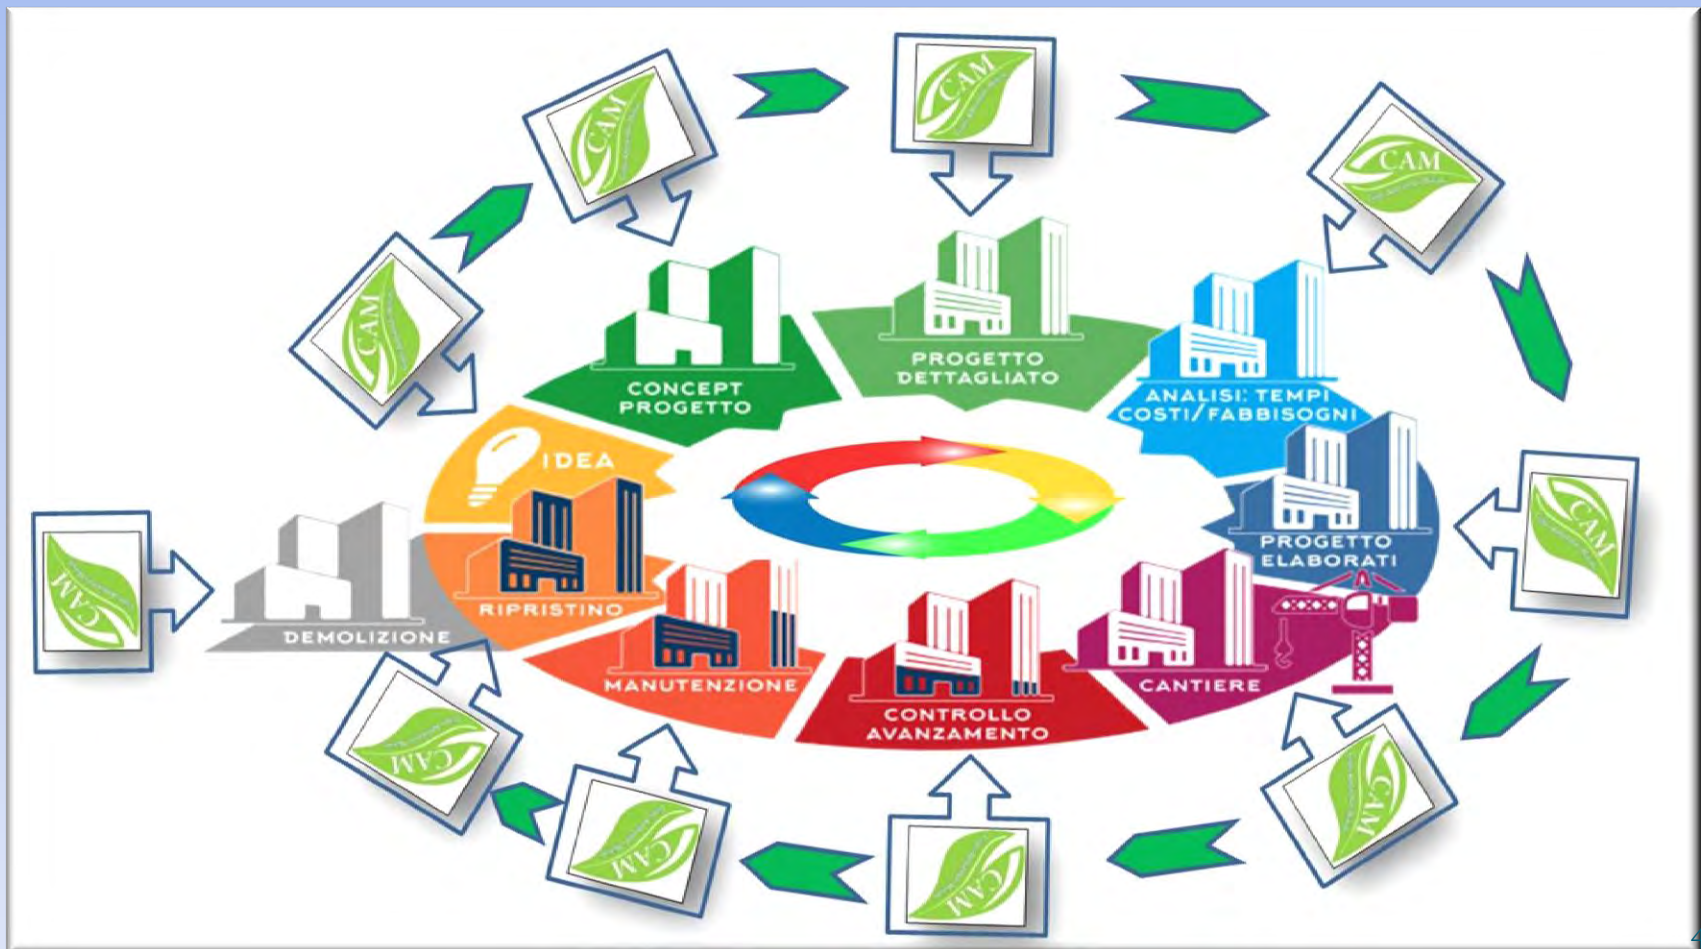 CAM
CAM
CAM
CAM
CONCEPT
PROGETTO
PROGETTO
DETTAGLIATO
ANALISI: TEMPI
COSTI/FABBISOGNI
IDEA
PROGETTO
ELABORATI
CAM
CAM
RIPRISTINO
DEMOLIZIONE
MANUTENZIONE
CONTROLLO
AVANZAMENTO
CANTIERE
CAM
CAM
CAM
CAM